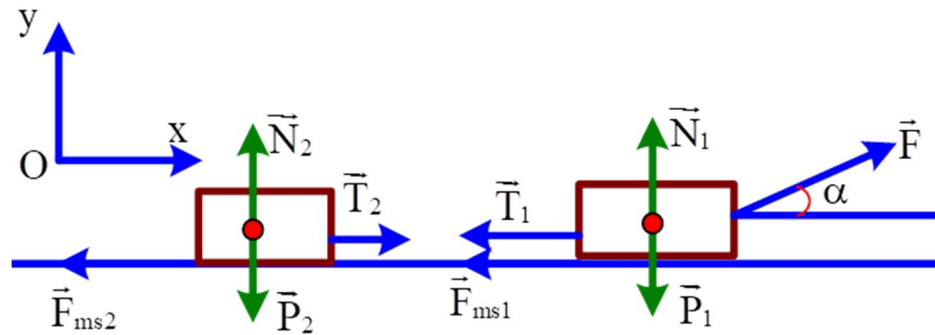 y
x
O
N⃗₂
T⃗₂
F⃗ms2
P⃗₂
N⃗₁
T⃗₁
F⃗ms1
P⃗₁
F⃗
α